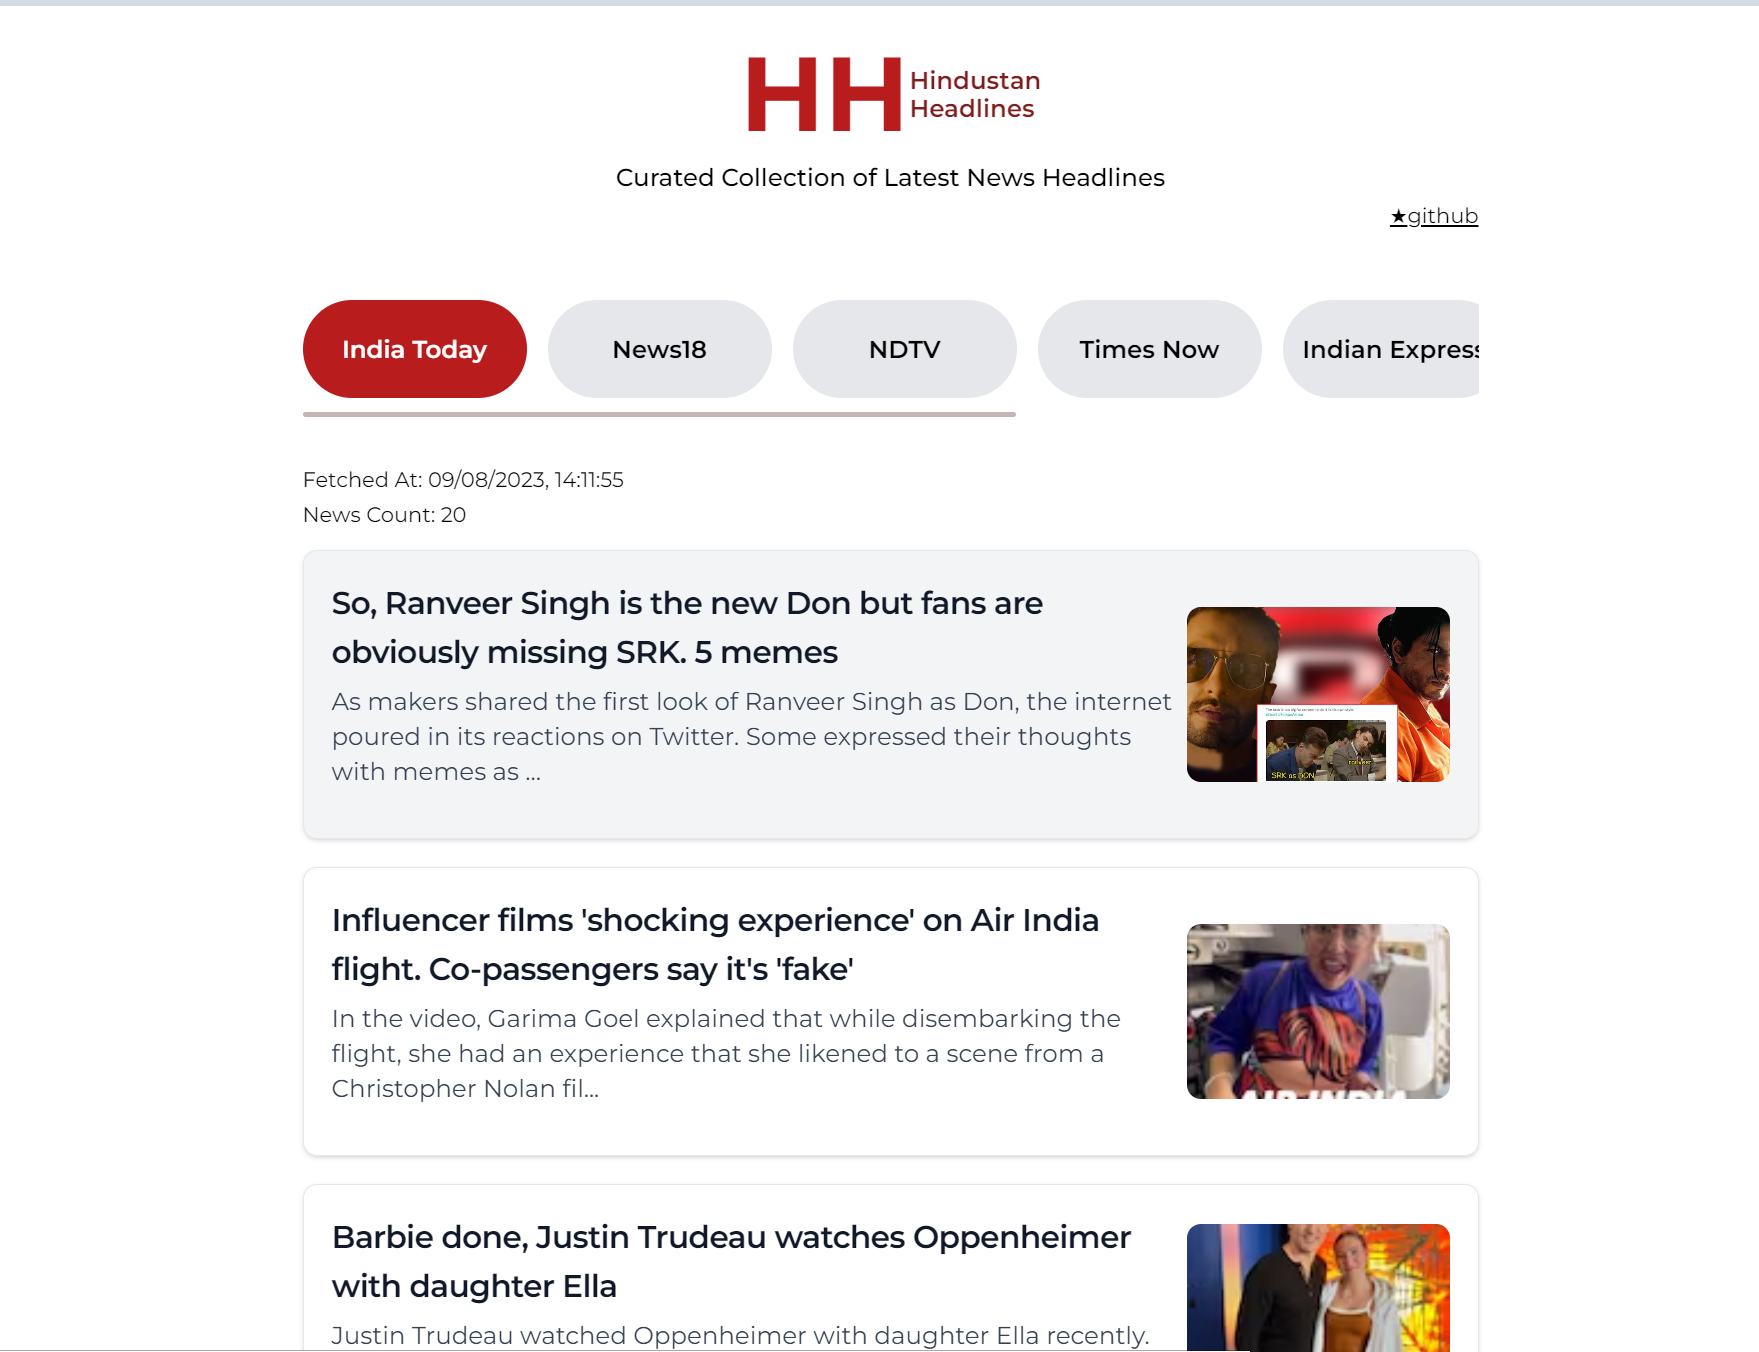 HH Hindustan
Headlines
Curated Collection of Latest News Headlines
★github
India Today
News18
NDTV
Times Now
Indian Express
Fetched At: 09/08/2023, 14:11:55
News Count: 20
So, Ranveer Singh is the new Don but fans are
obviously missing SRK. 5 memes
As makers shared the first look of Ranveer Singh as Don, the internet
poured in its reactions on Twitter. Some expressed their thoughts
with memes as ...
SRK as DON
ranveer
Influencer films 'shocking experience' on Air India
flight. Co-passengers say it's 'fake'
In the video, Garima Goel explained that while disembarking the
flight, she had an experience that she likened to a scene from a
Christopher Nolan fil...
AIR INDIA
Barbie done, Justin Trudeau watches Oppenheimer
with daughter Ella
Justin Trudeau watched Oppenheimer with daughter Ella recently.